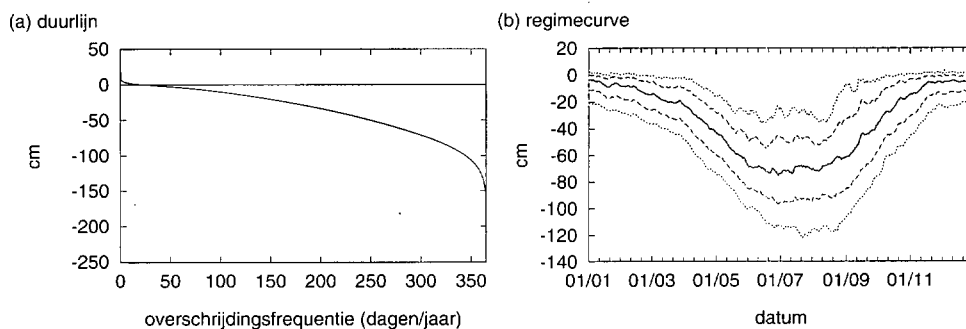 (a) duurlijn
50
0
-50
-100
-150
-200
-250
cm
0 50 100 150 200 250 300 350
overschrijdingsfrequentie (dagen/jaar)
(b) regimecurve
20
0
-20
-40
-60
-80
-100
-120
-140
cm
01/01 01/03 01/05 01/07 01/09 01/11
datum